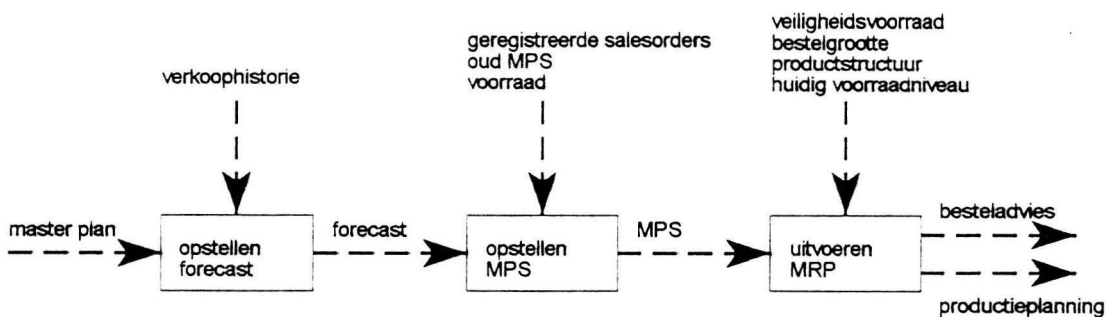 verkoophistorie
geregistreerde salesorders
oud MPS
voorraad
veiligheidsvoorraad
bestelgrootte
productstructuur
huidig voorraadniveau
master plan
opstellen
forecast
forecast
opstellen
MPS
MPS
uitvoeren
MRP
besteladvies
productieplanning